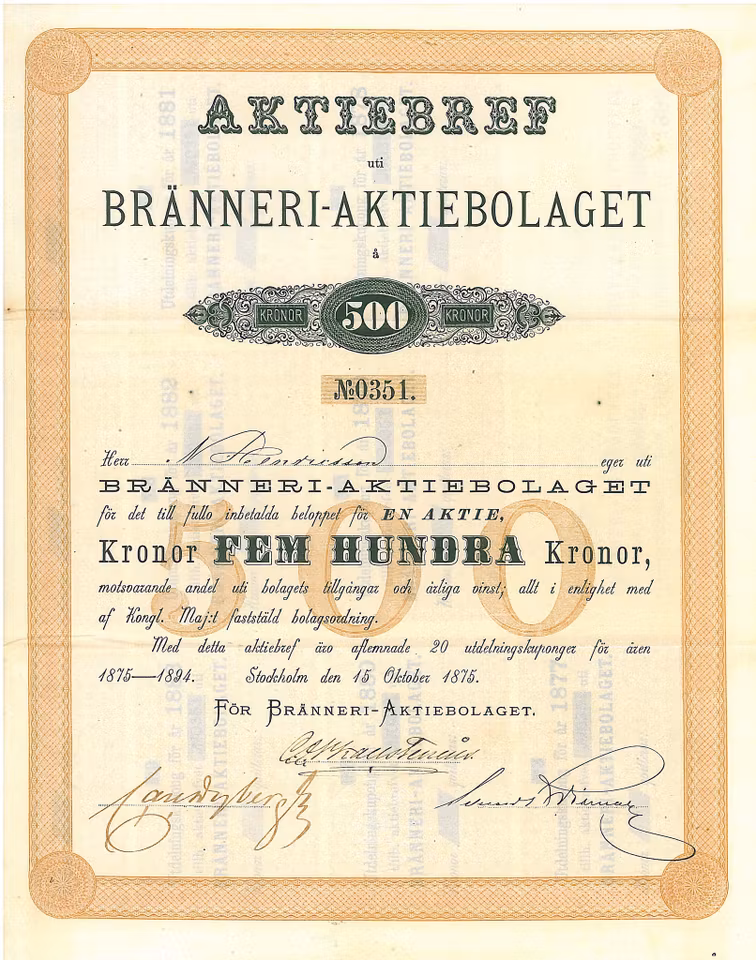 AKTIEBREF
uti
BRÄNNERI-AKTIEBOLAGET
å
KRONOR 500 KRONOR
№0351.
Herr N Henricsson eger uti
BRÄNNERI-AKTIEBOLAGET
för det till fullo inbetalda beloppet för EN AKTIE,
Kronor FEM HUNDRA Kronor,
motsvarande andel uti bolagets tillgångar och årliga vinst; allt i enlighet med
af Kongl. Maj:t faststäld bolagsordning.
Med detta aktiebref äro aflemnade 20 utdelningskuponger för åren
1875—1894. Stockholm den 15 Oktober 1875.
FÖR BRÄNNERI-AKTIEBOLAGET.
500